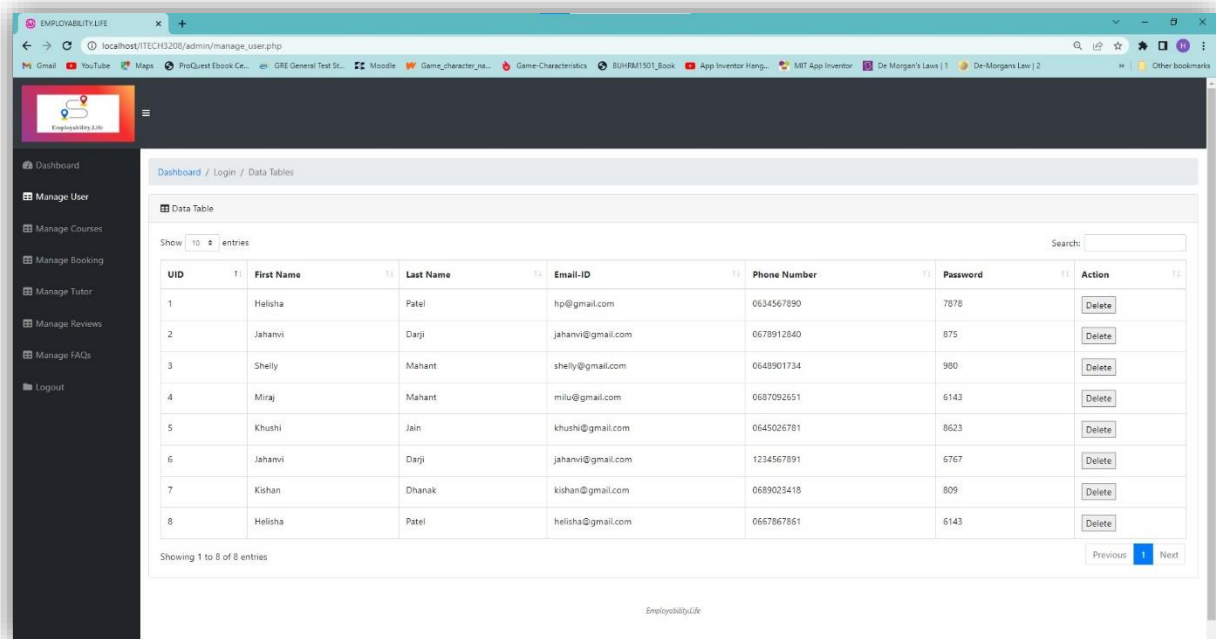 EMPLOYABILITY.LIFE
localhost/ITECH3208/admin/manage_user.php
H
Gmail YouTube Maps ProQuest Ebook Ce... GRE General Test St... Moodle Game_character_na... Game-Characteristics BUHRM1501_Book App Inventor Hang... MIT App Inventor De Morgan's Laws | 1 De-Morgans Law | 2 » Other bookmarks
Employability.Life
Dashboard
Manage User
Manage Courses
Manage Booking
Manage Tutor
Manage Reviews
Manage FAQs
Logout
Dashboard / Login / Data Tables
Data Table
Show 10 entries Search:
UID First Name Last Name Email-ID Phone Number Password Action
1 Helisha Patel hp@gmail.com 0634567890 7878 Delete
2 Jahanvi Darji jahanvi@gmail.com 0678912840 875 Delete
3 Shelly Mahant shelly@gmail.com 0648901734 980 Delete
4 Miraj Mahant milu@gmail.com 0687092651 6143 Delete
5 Khushi Jain khushi@gmail.com 0645026781 8623 Delete
6 Jahanvi Darji jahanvi@gmail.com 1234567891 6767 Delete
7 Kishan Dhanak kishan@gmail.com 0689023418 809 Delete
8 Helisha Patel helisha@gmail.com 0667867861 6143 Delete
Showing 1 to 8 of 8 entries Previous 1 Next
Employability.Life